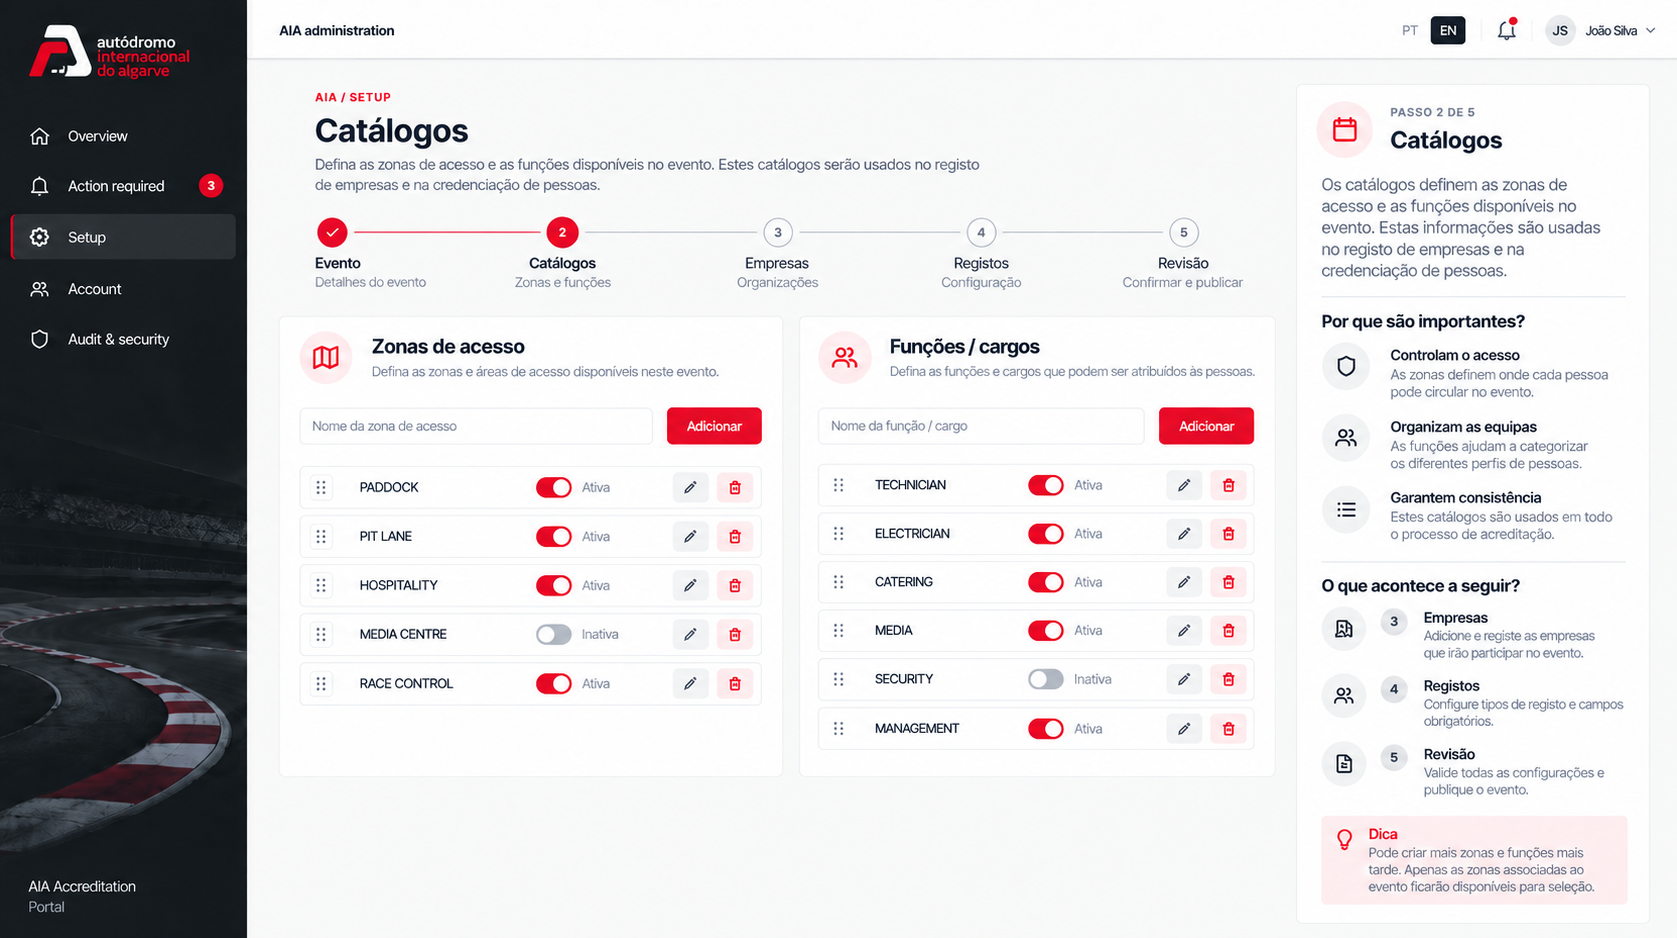 autódromo
internacional
do algarve
Overview
Action required
3
Setup
Account
Audit & security
AIA Accreditation
Portal
AIA administration
PT
EN
JS
João Silva
AIA / SETUP
Catálogos
Defina as zonas de acesso e as funções disponíveis no evento. Estes catálogos serão usados no registo
de empresas e na credenciação de pessoas.
Evento
Detalhes do evento
2
Catálogos
Zonas e funções
3
Empresas
Organizações
4
Registos
Configuração
5
Revisão
Confirmar e publicar
Zonas de acesso
Defina as zonas e áreas de acesso disponíveis neste evento.
Nome da zona de acesso
Adicionar
PADDOCK
Ativa
PIT LANE
Ativa
HOSPITALITY
Ativa
MEDIA CENTRE
Inativa
RACE CONTROL
Ativa
Funções / cargos
Defina as funções e cargos que podem ser atribuídos às pessoas.
Nome da função / cargo
Adicionar
TECHNICIAN
Ativa
ELECTRICIAN
Ativa
CATERING
Ativa
MEDIA
Ativa
SECURITY
Inativa
MANAGEMENT
Ativa
PASSO 2 DE 5
Catálogos
Os catálogos definem as zonas de
acesso e as funções disponíveis no
evento. Estas informações são usadas
no registo de empresas e na
credenciação de pessoas.
Por que são importantes?
Controlam o acesso
As zonas definem onde cada pessoa
pode circular no evento.
Organizam as equipas
As funções ajudam a categorizar
os diferentes perfis de pessoas.
Garantem consistência
Estes catálogos são usados em todo
o processo de acreditação.
O que acontece a seguir?
3
Empresas
Adicione e registe as empresas
que irão participar no evento.
4
Registos
Configure tipos de registo e campos
obrigatórios.
5
Revisão
Valide todas as configurações e
publique o evento.
Dica
Pode criar mais zonas e funções mais
tarde. Apenas as zonas associadas ao
evento ficarão disponíveis para seleção.